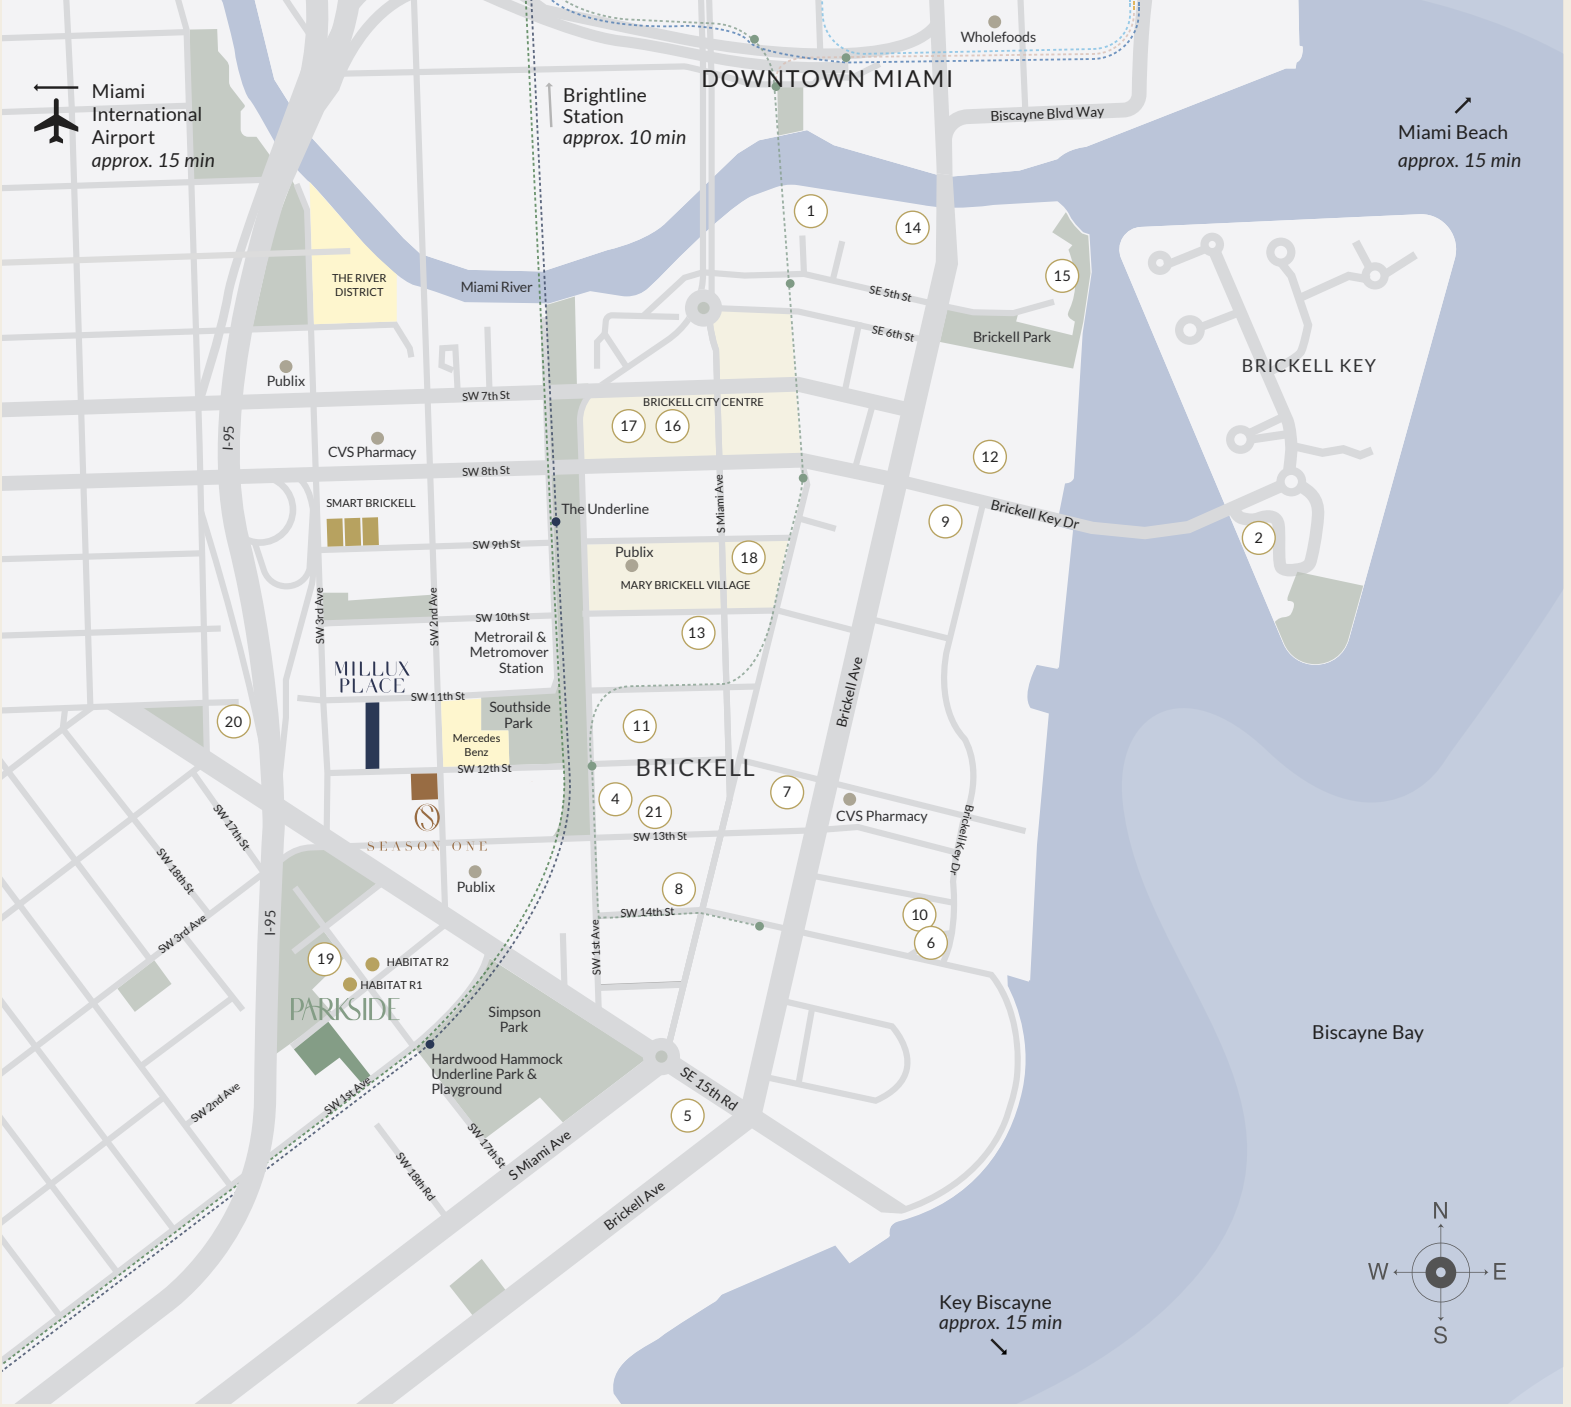 Wholefoods
DOWNTOWN MIAMI
Miami
International
Airport
approx. 15 min
Brightline
Station
approx. 10 min
Biscayne Blvd Way
Miami Beach
approx. 15 min
1
14
15
THE RIVER
DISTRICT
Miami River
SE 5th St
SE 6th St
Brickell Park
BRICKELL KEY
Publix
SW 7th St
BRICKELL CITY CENTRE
17
16
I-95
CVS Pharmacy
SW 8th St
12
SMART BRICKELL
The Underline
S Miami Ave
9
Brickell Key Dr
2
SW 9th St
Publix
18
MARY BRICKELL VILLAGE
SW 3rd Ave
SW 2nd Ave
SW 10th St
13
Metrorail &
Metromover
Station
MILLUX
PLACE
SW 11th St
Brickell Ave
20
Southside
Park
11
Mercedes
Benz
SW 12th St
BRICKELL
4
21
7
CVS Pharmacy
S
SEASON ONE
SW 13th St
Brickell Key Dr
SW 17th St
SW 18th St
SW 3rd Ave
Publix
8
SW 14th St
10
6
I-95
SW 1st Ave
19
HABITAT R2
HABITAT R1
PARKSIDE
Simpson
Park
Biscayne Bay
Hardwood Hammock
Underline Park &
Playground
SW 2nd Ave
SW 1st Ave
SE 15th Rd
5
SW 17th St
SW 18th Rd
S Miami Ave
Brickell Ave
N
W
E
S
Key Biscayne
approx. 15 min